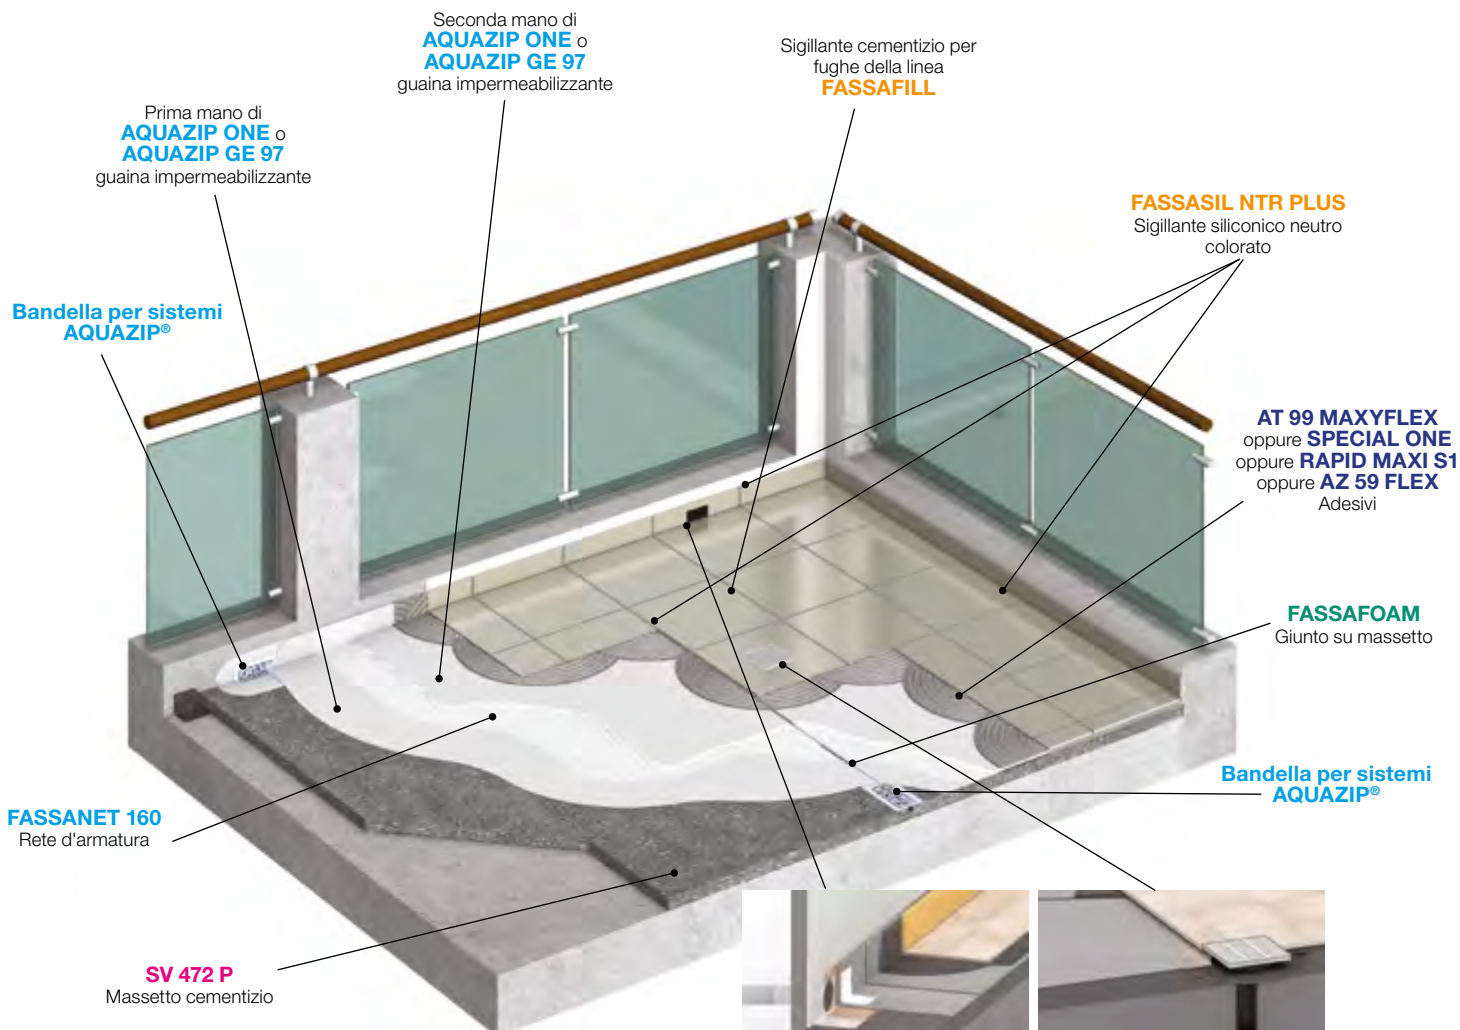 Seconda mano di
AQUAZIP ONE o
AQUAZIP GE 97
guaina impermeabilizzante
Sigillante cementizio per
fughe della linea
FASSAFILL
Prima mano di
AQUAZIP ONE o
AQUAZIP GE 97
guaina impermeabilizzante
FASSASIL NTR PLUS
Sigillante siliconico neutro
colorato
Bandella per sistemi
AQUAZIP®
AT 99 MAXYFLEX
oppure SPECIAL ONE
oppure RAPID MAXI S1
oppure AZ 59 FLEX
Adesivi
FASSAFOAM
Giunto su massetto
Bandella per sistemi
AQUAZIP®
FASSANET 160
Rete d'armatura
SV 472 P
Massetto cementizio